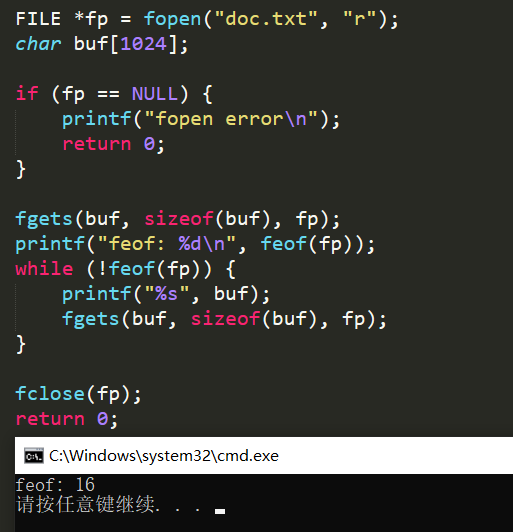 FILE *fp = fopen("doc.txt", "r");
char buf[1024];
if (fp == NULL) {
    printf("fopen error\n");
    return 0;
}
fgets(buf, sizeof(buf), fp);
printf("feof: %d\n", feof(fp));
while (!feof(fp)) {
    printf("%s", buf);
    fgets(buf, sizeof(buf), fp);
}
fclose(fp);
return 0;
C:\Windows\system32\cmd.exe
feof: 16
请按任意键继续. . .